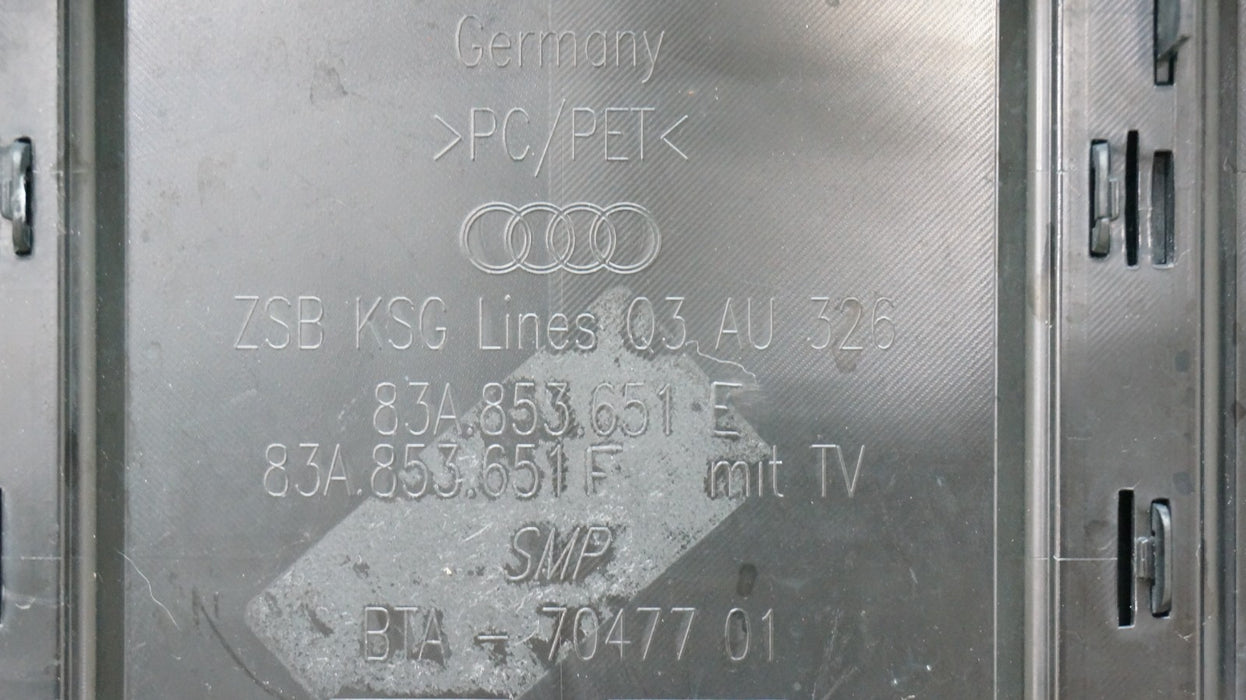 Germany
>PC/PET<
ZSB KSG Lines Q3 AU 326
83A.853.651 E
83A.853.651 F mit TV
SMP
BTA - 70477 01